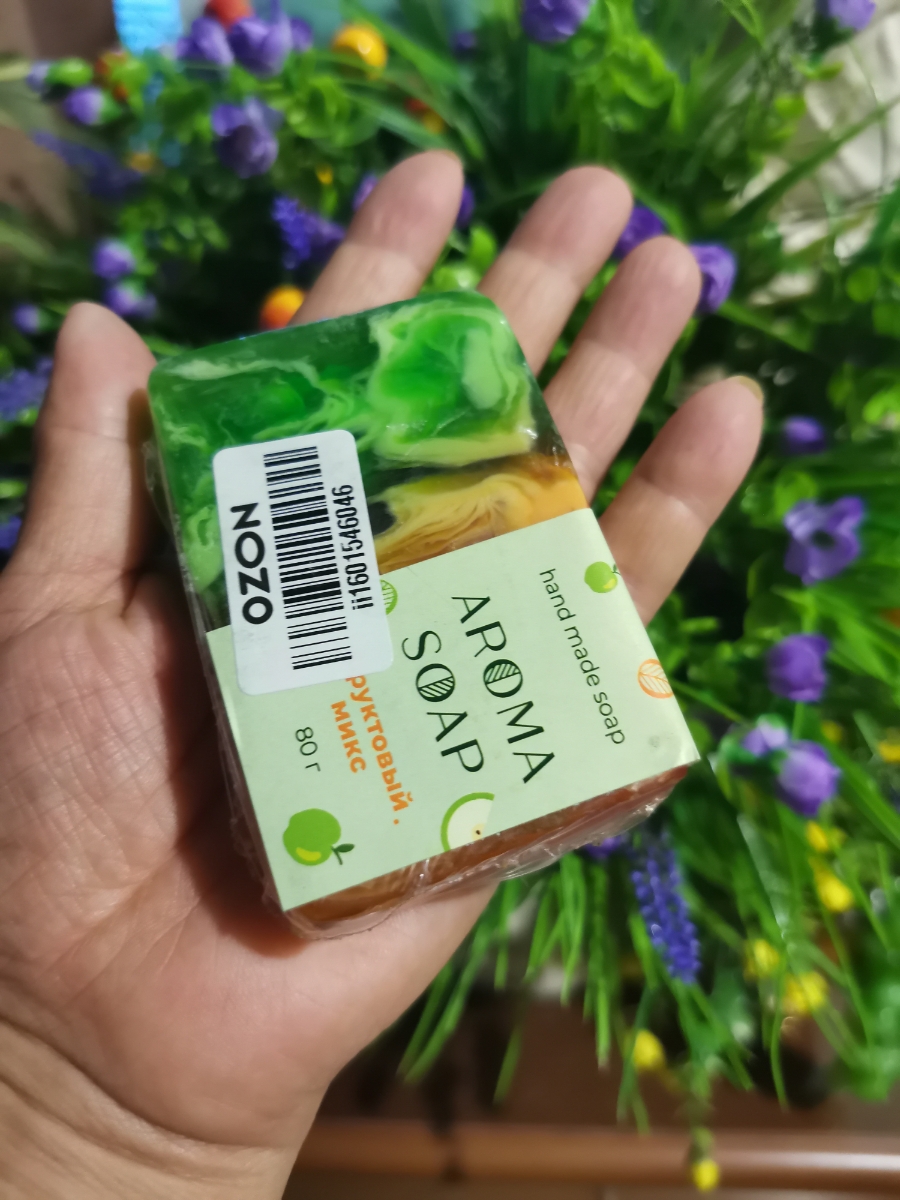 OZON
ii1601546046
hand made soap
AROMA
SOAP
руктовый
микс
80 г